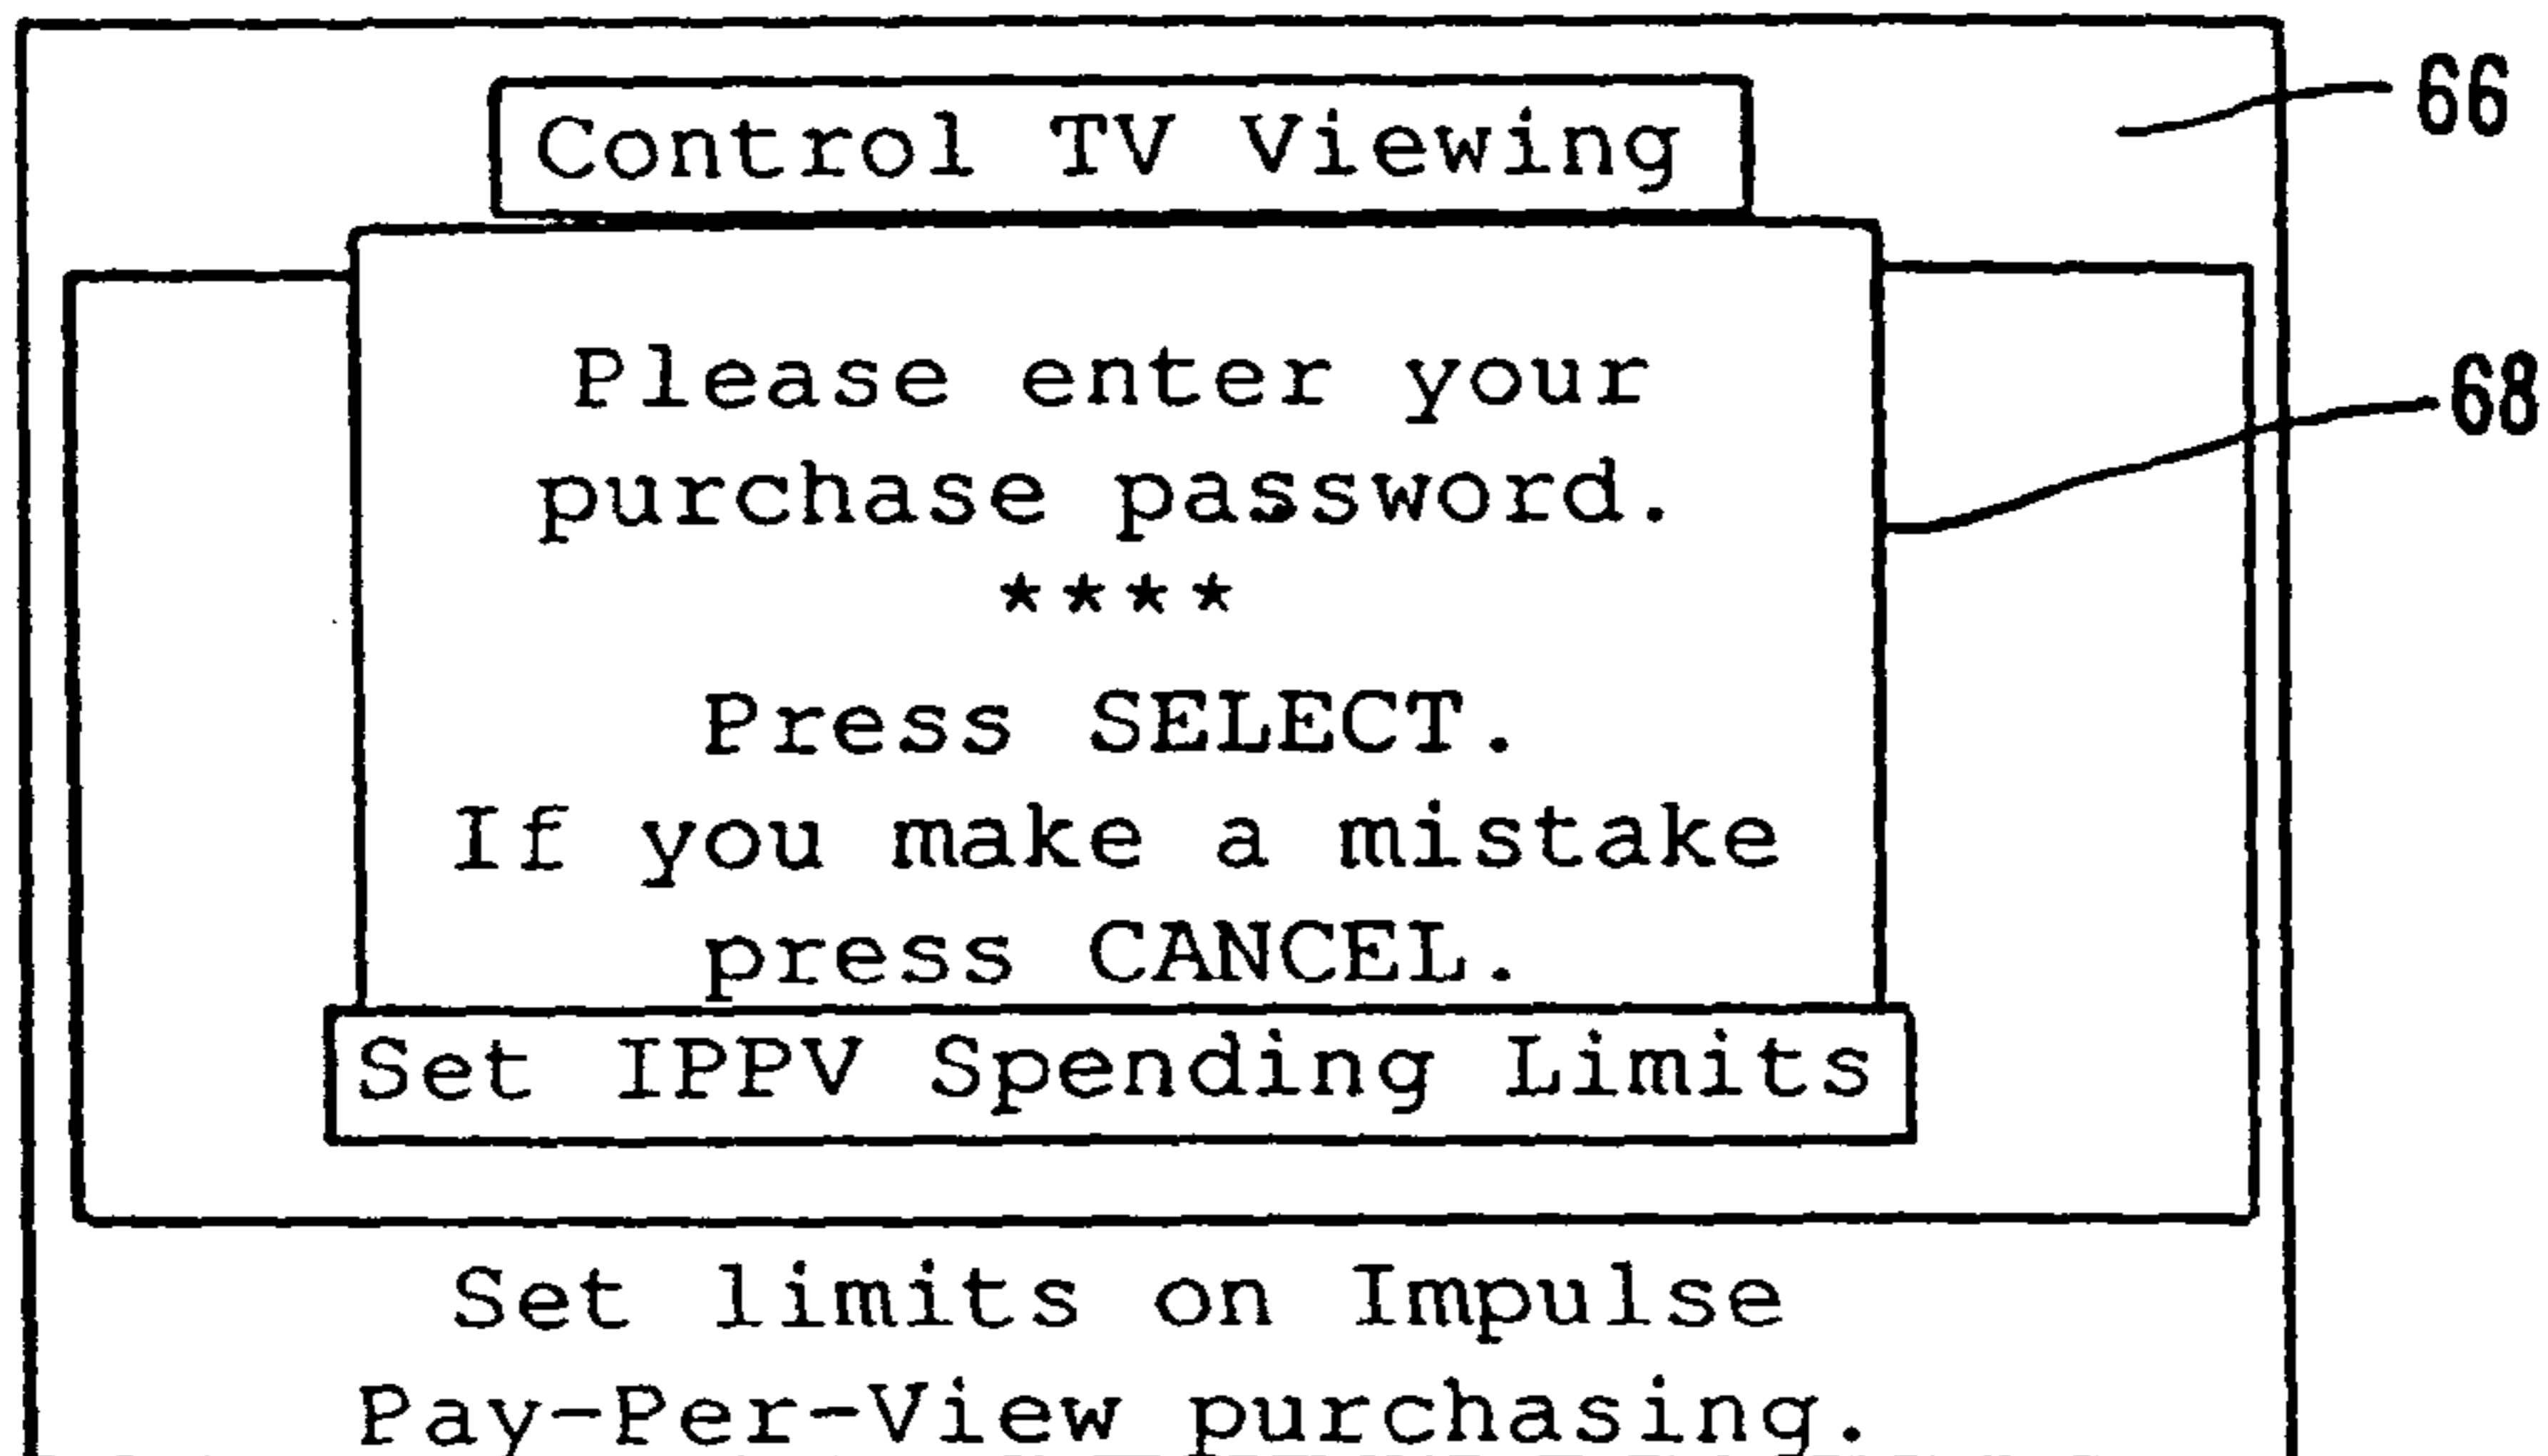 Control TV Viewing
66
Please enter your
purchase password.
68
****
Press SELECT.
If you make a mistake
press CANCEL.
Set IPPV Spending Limits
Set limits on Impulse
Pay-Per-View purchasing.